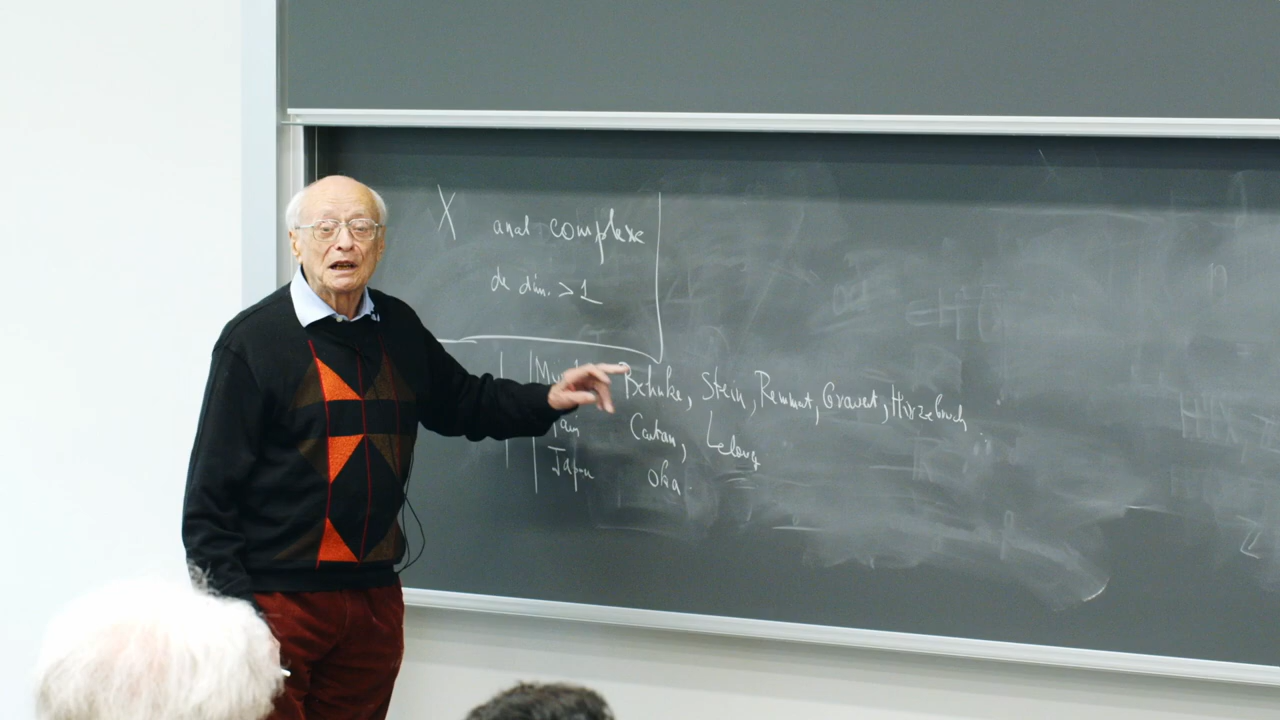 X anal complexe
de dim. > 1
Behnke, Stein, Remmert, Grauert, Hirzebruch
Cartan, Lelong
Japon Oka